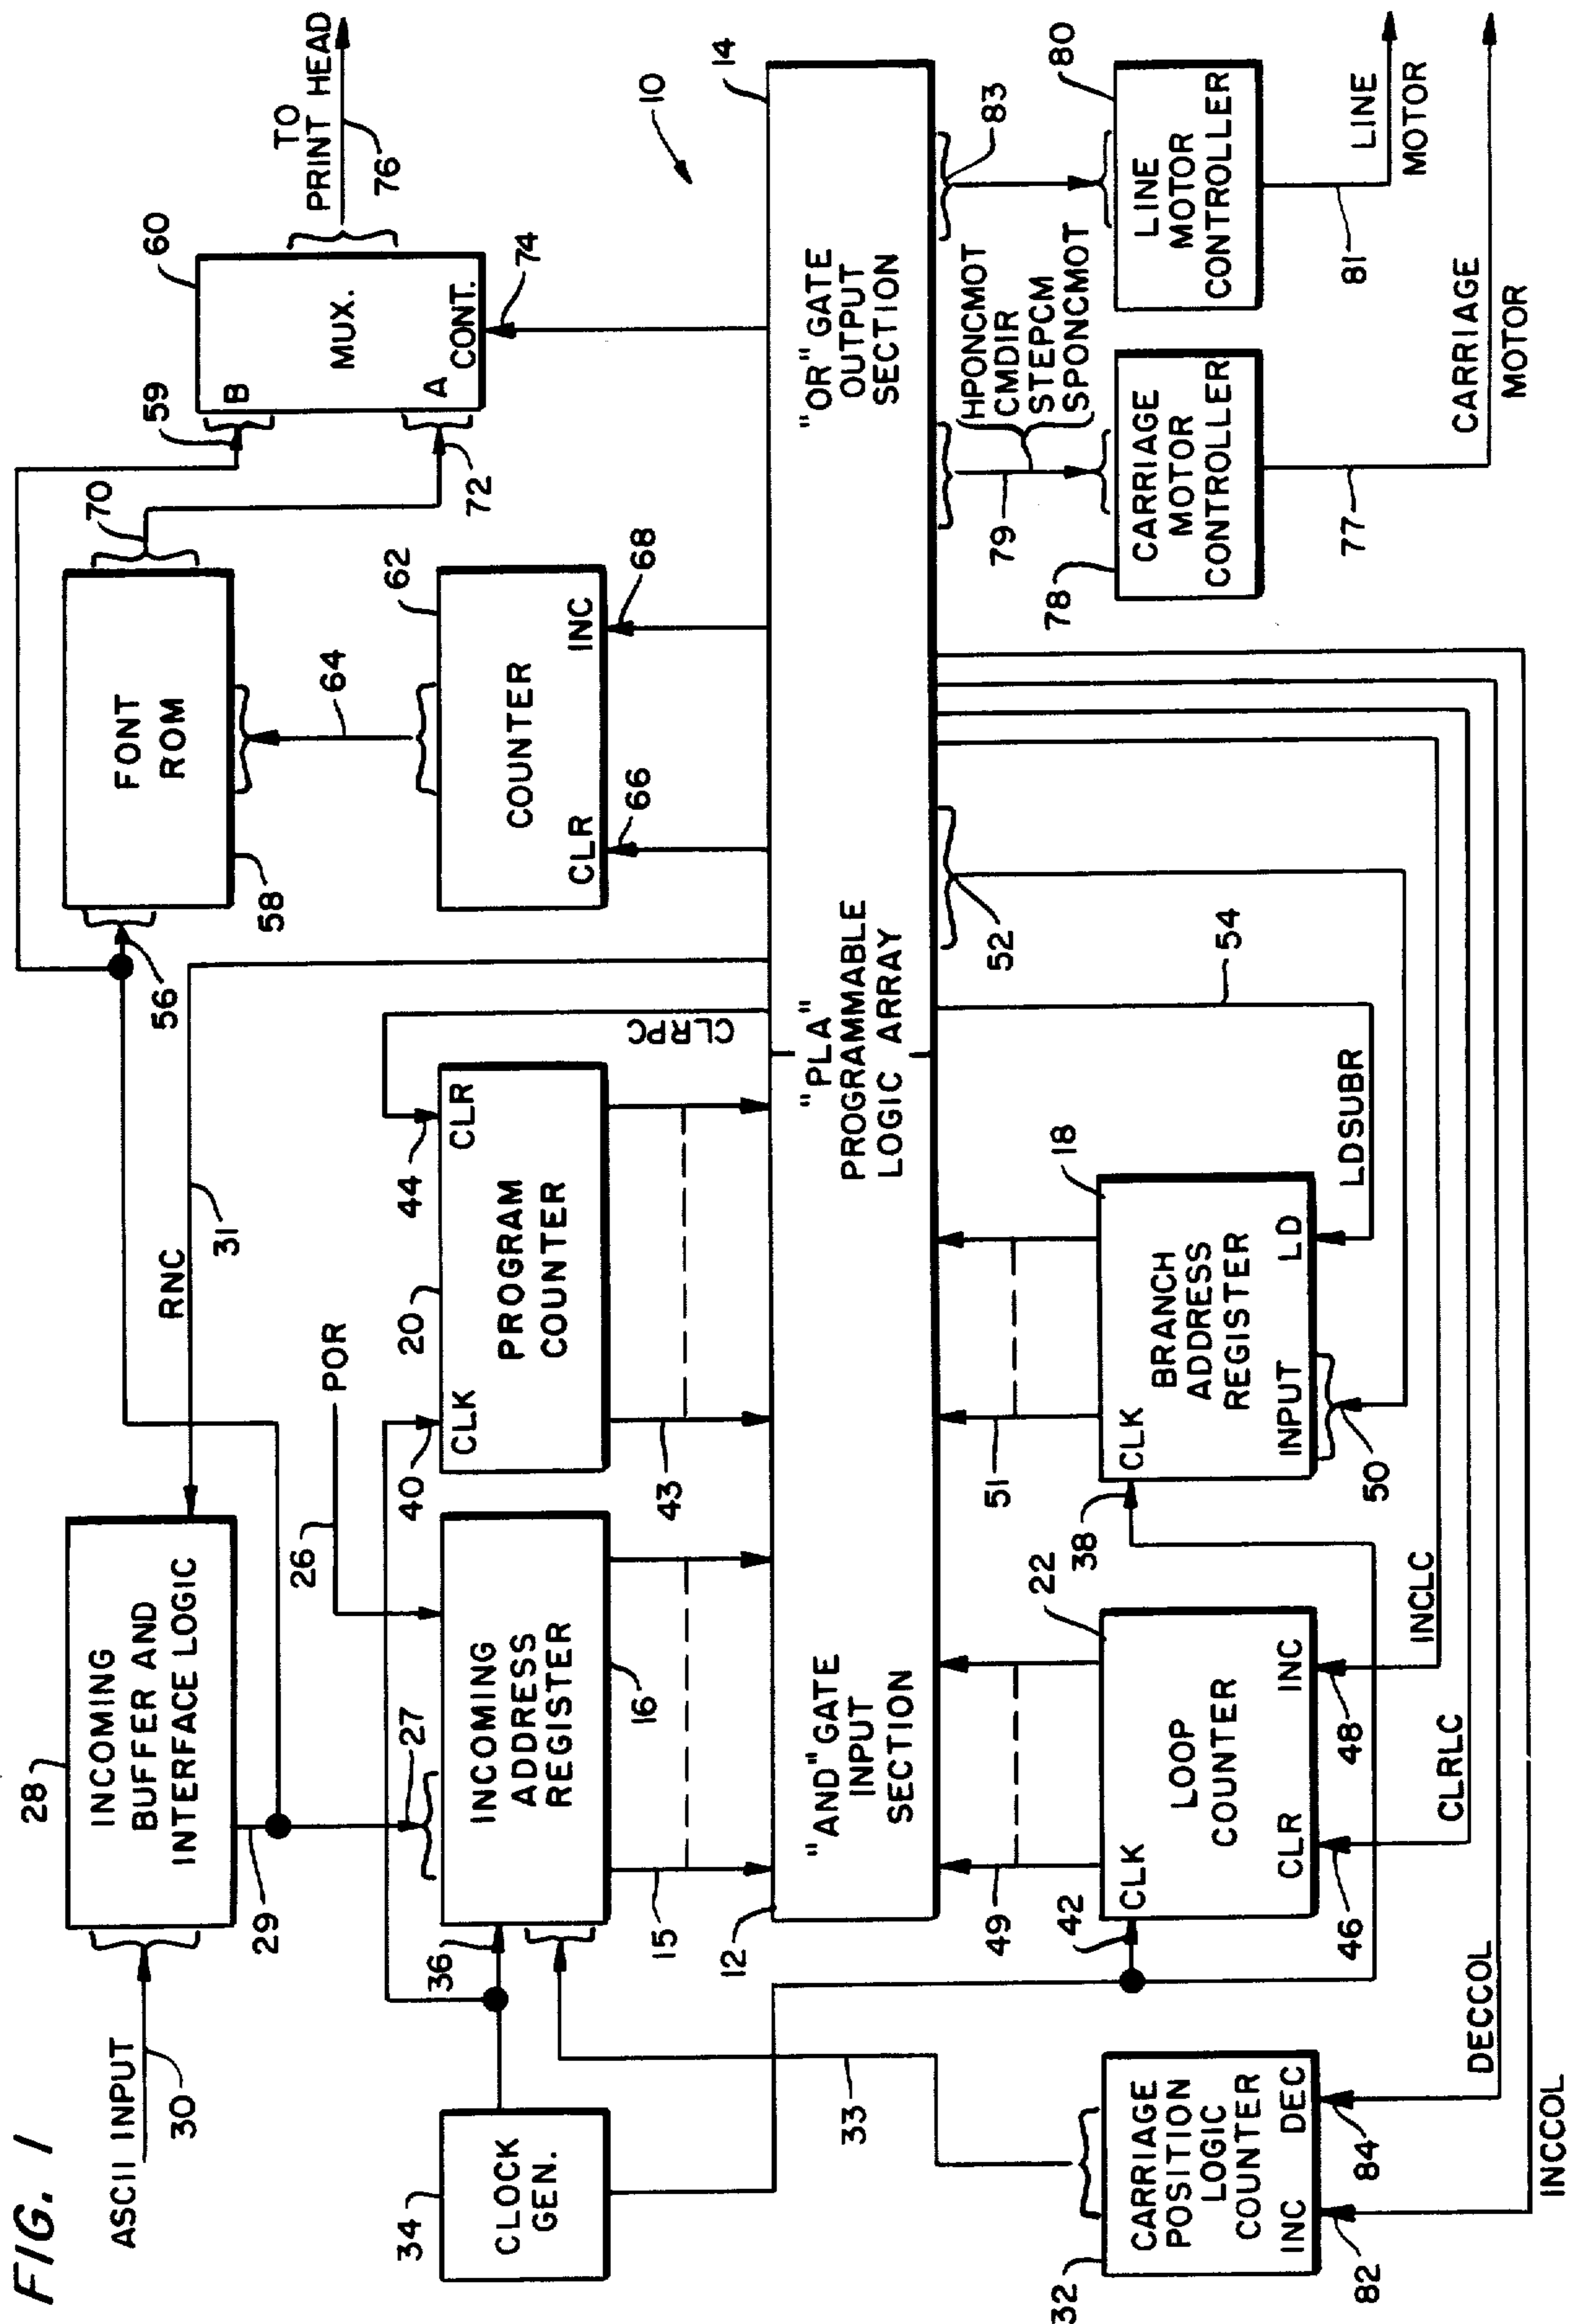 FIG. 1
ASCII INPUT
30
28
INCOMING
BUFFER AND
INTERFACE LOGIC
29
RNC
31
56
FONT
ROM
58
70
59
60
B
MUX.
A
CONT.
72
74
TO
PRINT HEAD
76
34
CLOCK
GEN.
36
27
INCOMING
ADDRESS
REGISTER
16
26
POR
15
40
CLK
20
PROGRAM
COUNTER
CLR
44
43
CLRPC
64
62
COUNTER
CLR
INC
66
68
10
12
"AND" GATE
INPUT
SECTION
"PLA"
PROGRAMMABLE
LOGIC ARRAY
"OR" GATE
OUTPUT
SECTION
14
33
32
CARRIAGE
POSITION
LOGIC
COUNTER
INC
DEC
82
84
49
42
CLK
LOOP
COUNTER
22
CLR
INC
46
48
51
38
CLK
BRANCH
ADDRESS
REGISTER
18
INPUT
LD
50
52
54
LDSUBR
INCLC
CLRLC
DECCOL
INCCOL
79
HPONCMOT
CMDIR
STEPCM
SPONCMOT
78
CARRIAGE
MOTOR
CONTROLLER
77
83
80
LINE
MOTOR
CONTROLLER
81
LINE
MOTOR
CARRIAGE
MOTOR